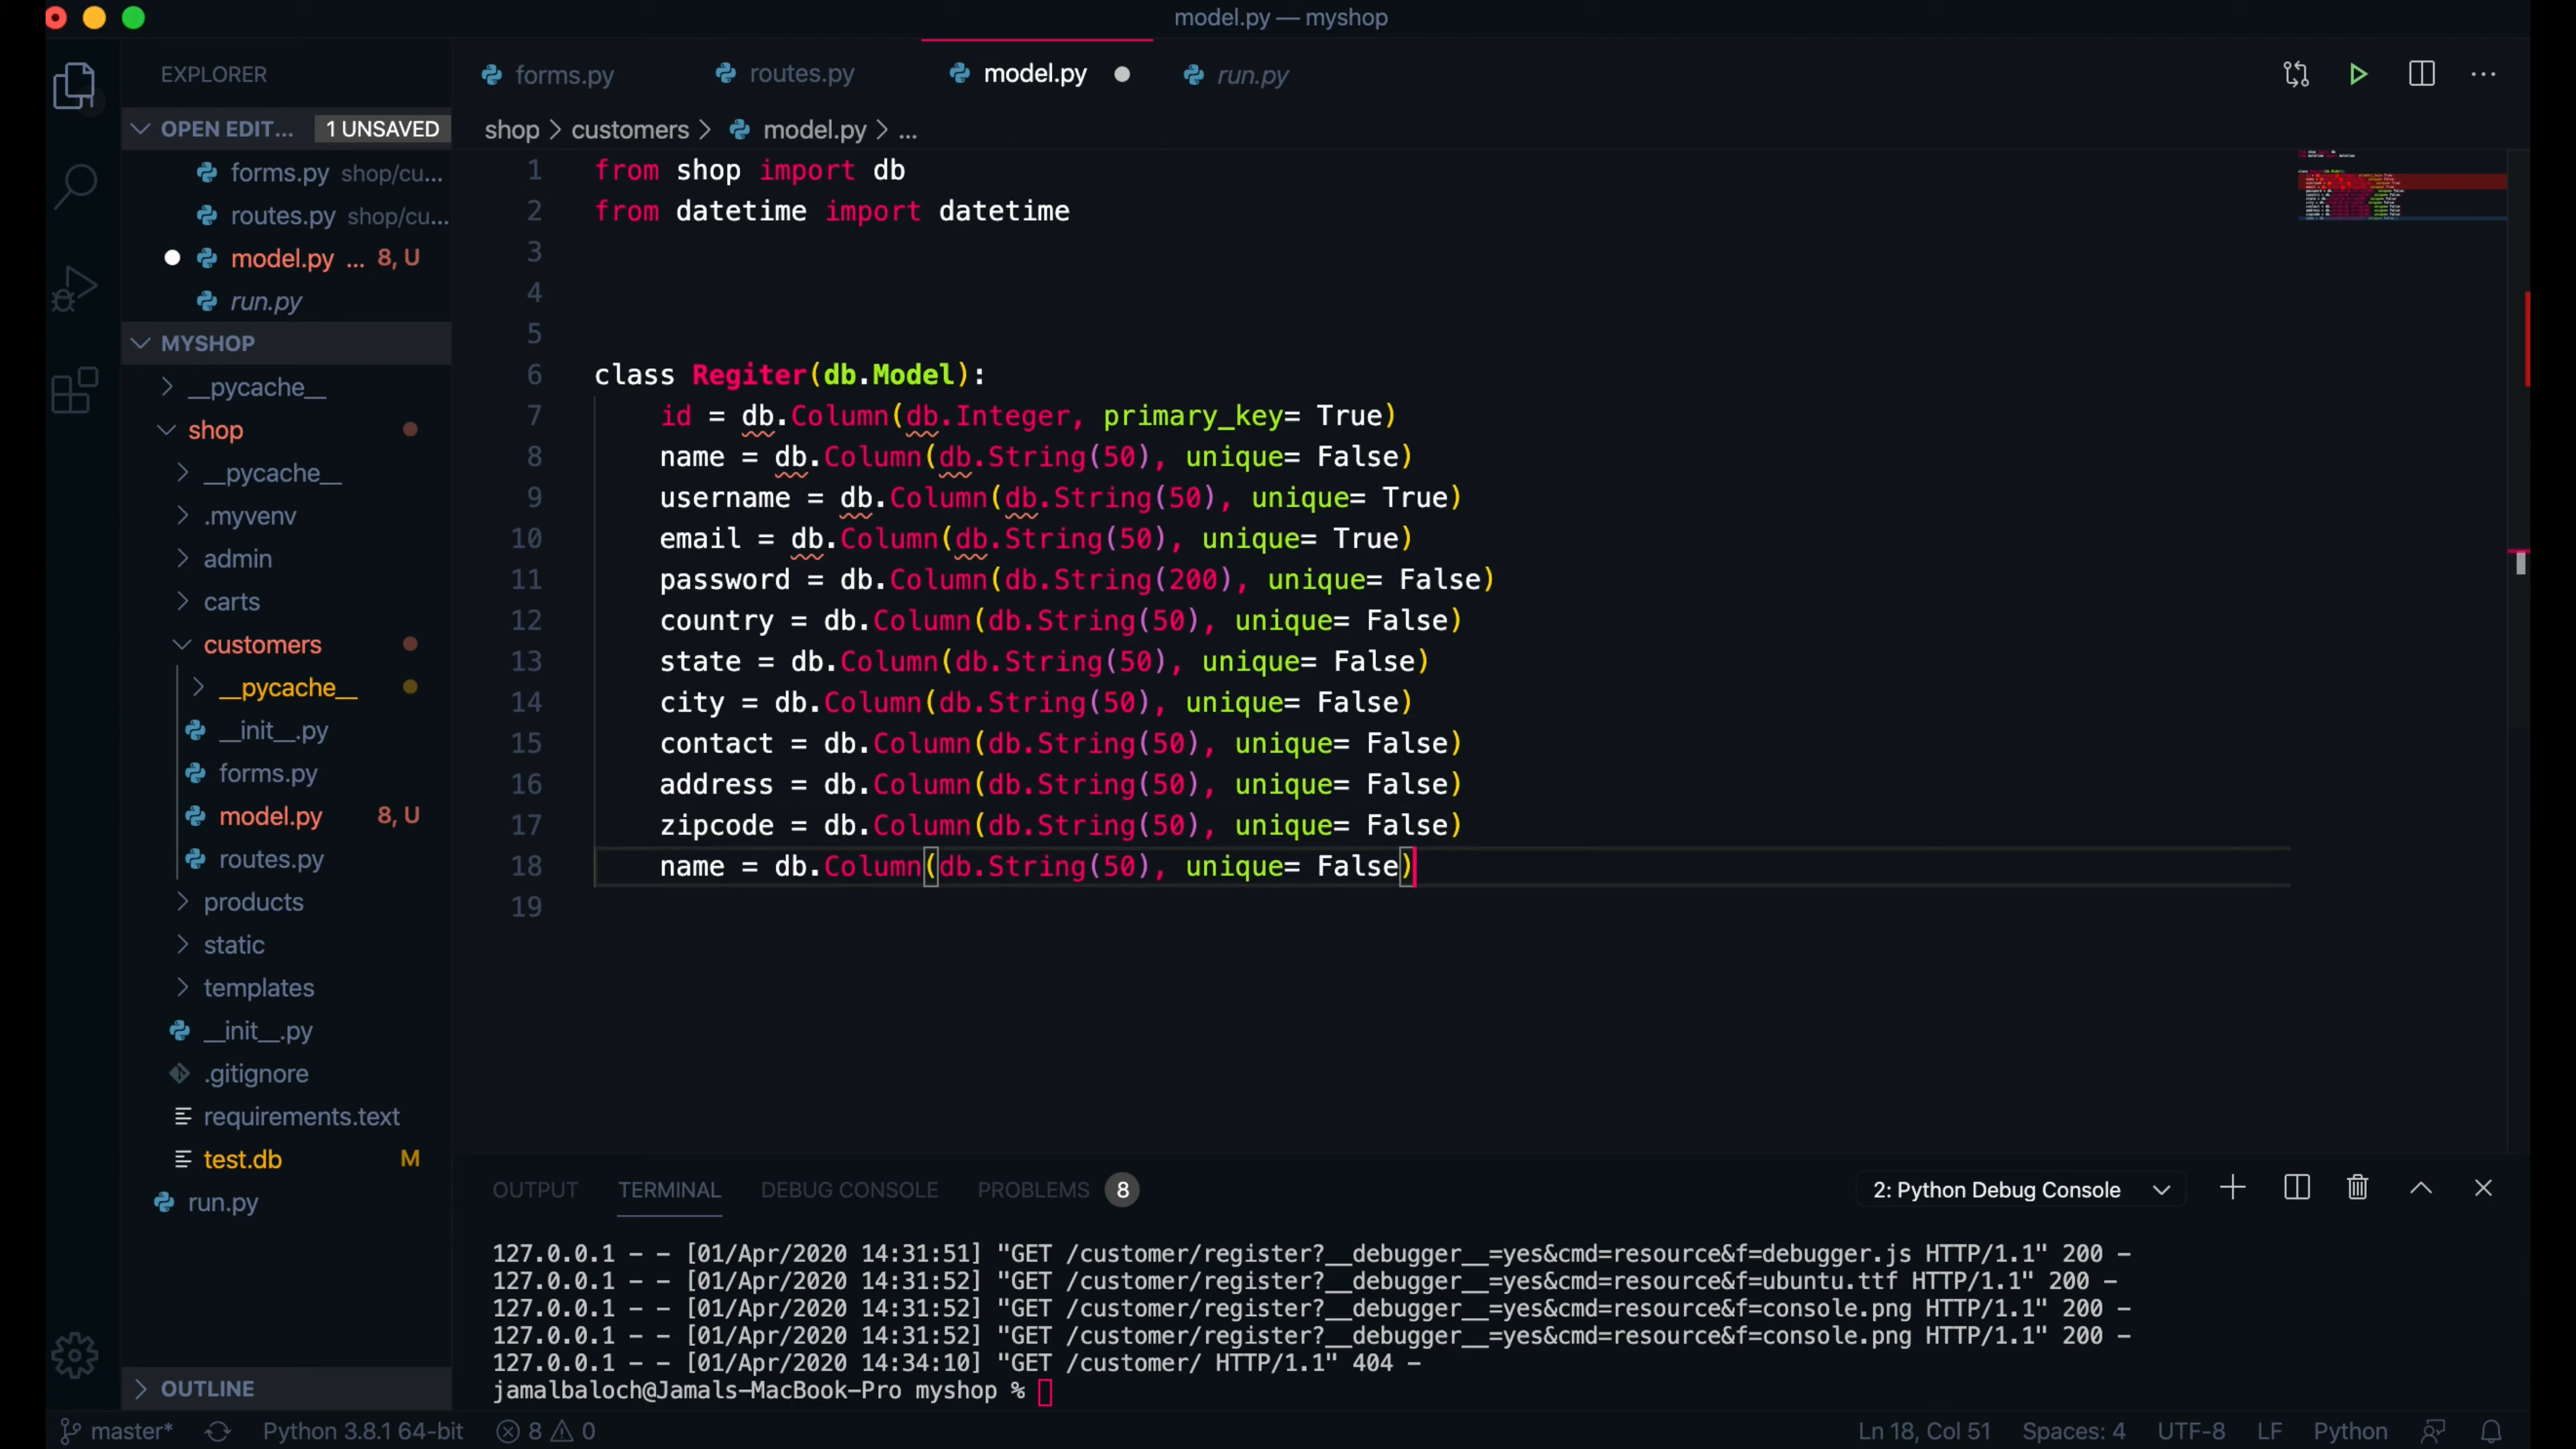 model.py — myshop
EXPLORER
OPEN EDIT... 1 UNSAVED
forms.py shop/cu...
routes.py shop/cu...
model.py ... 8, U
run.py
MYSHOP
__pycache__
shop
__pycache__
.myvenv
admin
carts
customers
__pycache__
__init__.py
forms.py
model.py 8, U
routes.py
products
static
templates
__init__.py
.gitignore
requirements.text
test.db M
run.py
OUTLINE
forms.py routes.py model.py run.py
shop > customers > model.py > ...
1 from shop import db
2 from datetime import datetime
3
4
5
6 class Regiter(db.Model):
7 id = db.Column(db.Integer, primary_key= True)
8 name = db.Column(db.String(50), unique= False)
9 username = db.Column(db.String(50), unique= True)
10 email = db.Column(db.String(50), unique= True)
11 password = db.Column(db.String(200), unique= False)
12 country = db.Column(db.String(50), unique= False)
13 state = db.Column(db.String(50), unique= False)
14 city = db.Column(db.String(50), unique= False)
15 contact = db.Column(db.String(50), unique= False)
16 address = db.Column(db.String(50), unique= False)
17 zipcode = db.Column(db.String(50), unique= False)
18 name = db.Column(db.String(50), unique= False)
19
OUTPUT TERMINAL DEBUG CONSOLE PROBLEMS 8 2: Python Debug Console
127.0.0.1 - - [01/Apr/2020 14:31:51] "GET /customer/register?__debugger__=yes&cmd=resource&f=debugger.js HTTP/1.1" 200 -
127.0.0.1 - - [01/Apr/2020 14:31:52] "GET /customer/register?__debugger__=yes&cmd=resource&f=ubuntu.ttf HTTP/1.1" 200 -
127.0.0.1 - - [01/Apr/2020 14:31:52] "GET /customer/register?__debugger__=yes&cmd=resource&f=console.png HTTP/1.1" 200 -
127.0.0.1 - - [01/Apr/2020 14:31:52] "GET /customer/register?__debugger__=yes&cmd=resource&f=console.png HTTP/1.1" 200 -
127.0.0.1 - - [01/Apr/2020 14:34:10] "GET /customer/ HTTP/1.1" 404 -
jamalbaloch@Jamals-MacBook-Pro myshop %
master* Python 3.8.1 64-bit 8 0 Ln 18, Col 51 Spaces: 4 UTF-8 LF Python